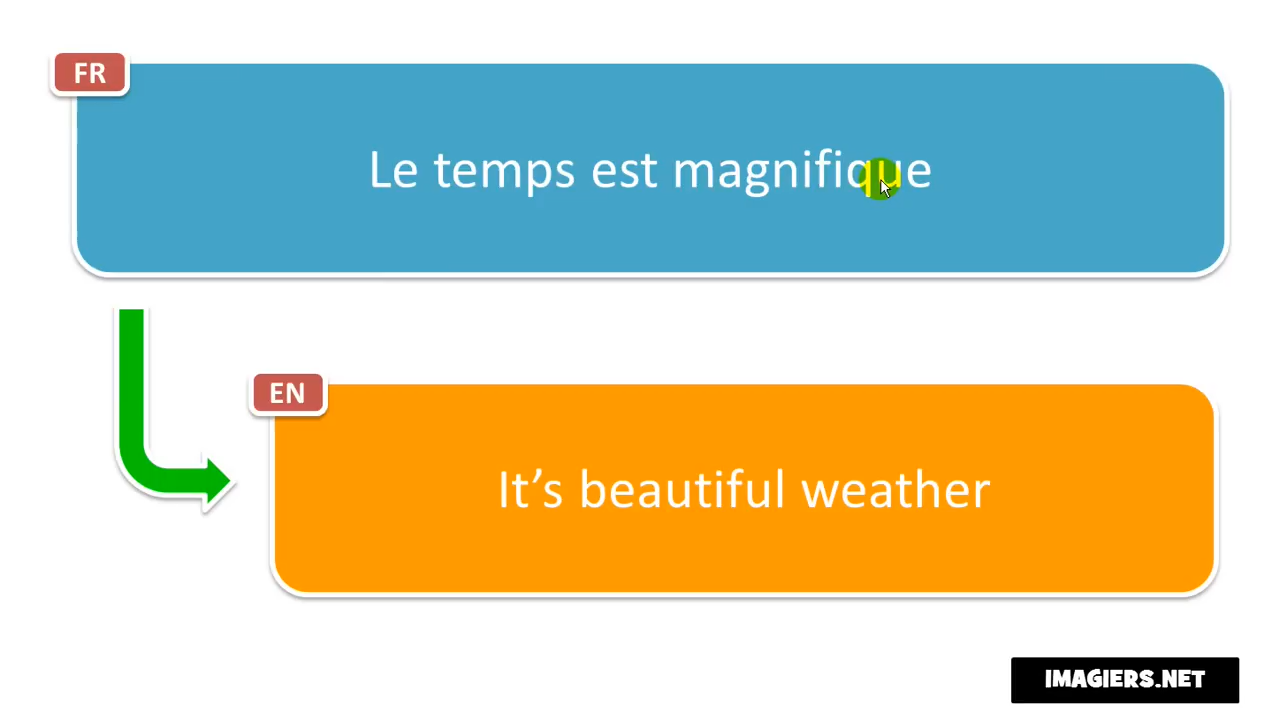 FR
Le temps est magnifique
EN
It’s beautiful weather
IMAGIERS.NET